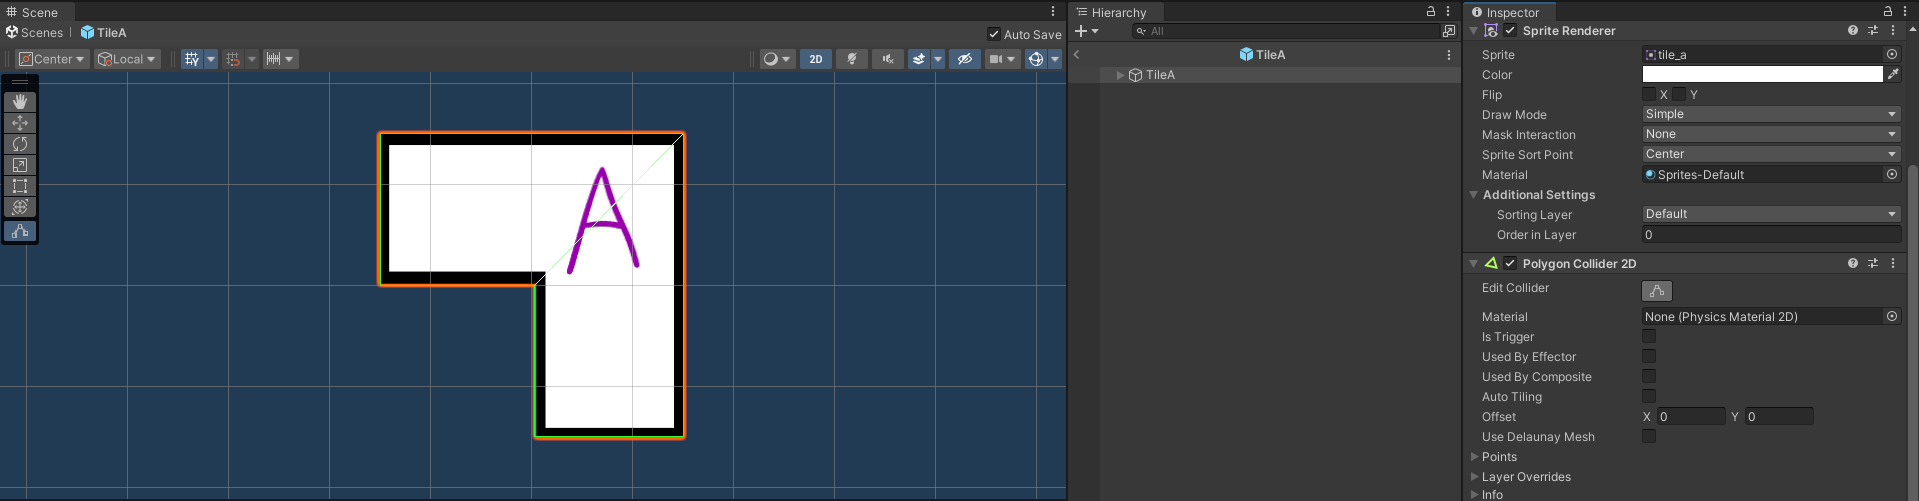 Scene
Scenes
TileA
Auto Save
Center
Local
2D
A
Hierarchy
All
TileA
TileA
Inspector
Sprite Renderer
Sprite
tile_a
Color
Flip
X
Y
Draw Mode
Simple
Mask Interaction
None
Sprite Sort Point
Center
Material
Sprites-Default
Additional Settings
Sorting Layer
Default
Order in Layer
0
Polygon Collider 2D
Edit Collider
Material
None (Physics Material 2D)
Is Trigger
Used By Effector
Used By Composite
Auto Tiling
Offset
X 0
Y 0
Use Delaunay Mesh
Points
Layer Overrides
Info